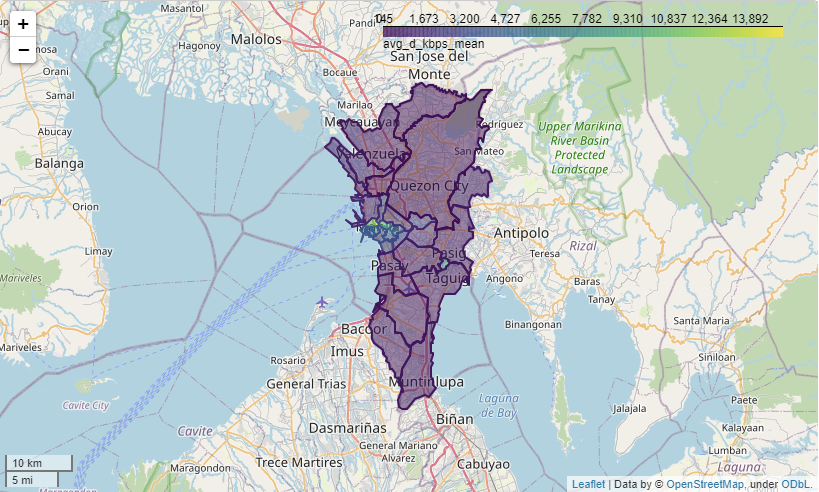 +
−
145 1,673 3,200 4,727 6,255 7,782 9,310 10,837 12,364 13,892
avg_d_kbps_mean
Masantol
Hagonoy
Malolos
Orani
Samal
Bocaue
San Jose del
Monte
Marilao
Meycauayan
Abucay
Rodriguez
Upper Marikina
River Basin
Protected
Landscape
Balanga
Valenzuela
San Mateo
Quezon City
Orion
Limay
Antipolo
Rizal
Pasig
Teresa
Pasay
Taguig
Angono
Baras
Tanay
Mariveles
Binangonan
Santa Maria
Bacoor
Mariveles
Imus
Rosario
Siniloan
General Trias
Muntinlupa
Cavite City
Laguna
de Bay
Paete
Jalajala
Biñan
Cavite
Dasmariñas
Kalayaan
General Mariano
Alvarez
Lumban
10 km
5 mi
Maragondon
Trece Martires
Cabuyao
Laguna
Leaflet | Data by © OpenStreetMap, under ODbL.